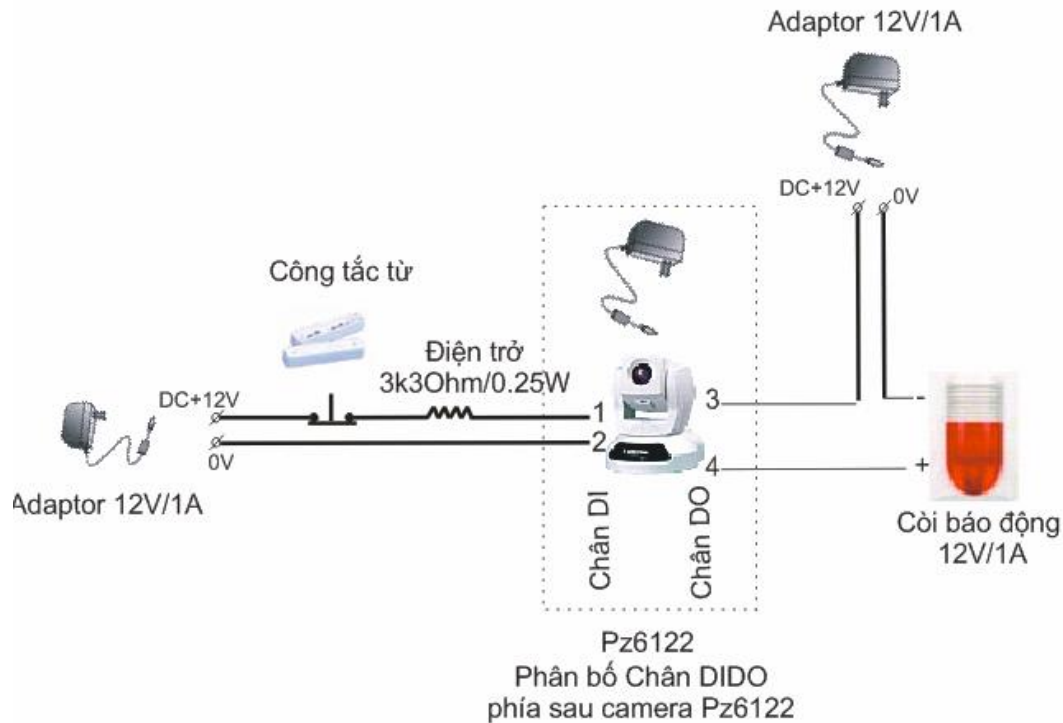 Adaptor 12V/1A
DC+12V
0V
Công tắc từ
Điện trở
3k3Ohm/0.25W
DC+12V
0V
Adaptor 12V/1A
1
2
3
4
-
+
Chân DI
Chân DO
Còi báo động
12V/1A
Pz6122
Phân bố Chân DIDO
phía sau camera Pz6122